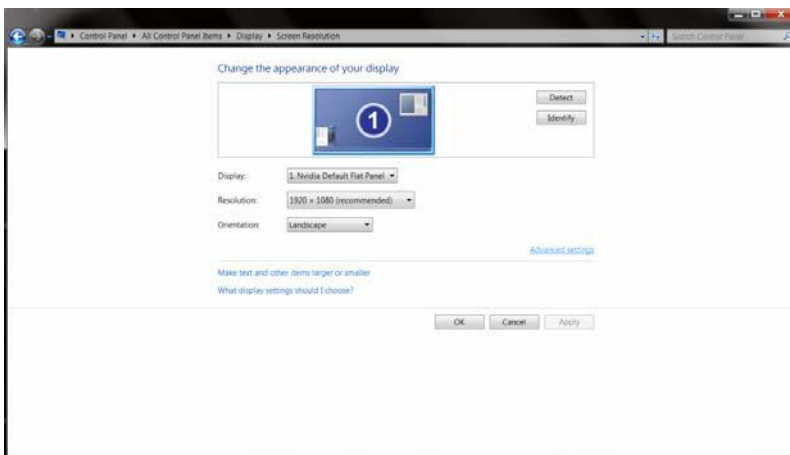 Control Panel ▸ All Control Panel Items ▸ Display ▸ Screen Resolution
Search Control Panel
Change the appearance of your display
1
Detect
Identify
Display: 1. Nvidia Default Flat Panel
Resolution: 1920 × 1080 (recommended)
Orientation: Landscape
Advanced settings
Make text and other items larger or smaller
What display settings should I choose?
OK Cancel Apply